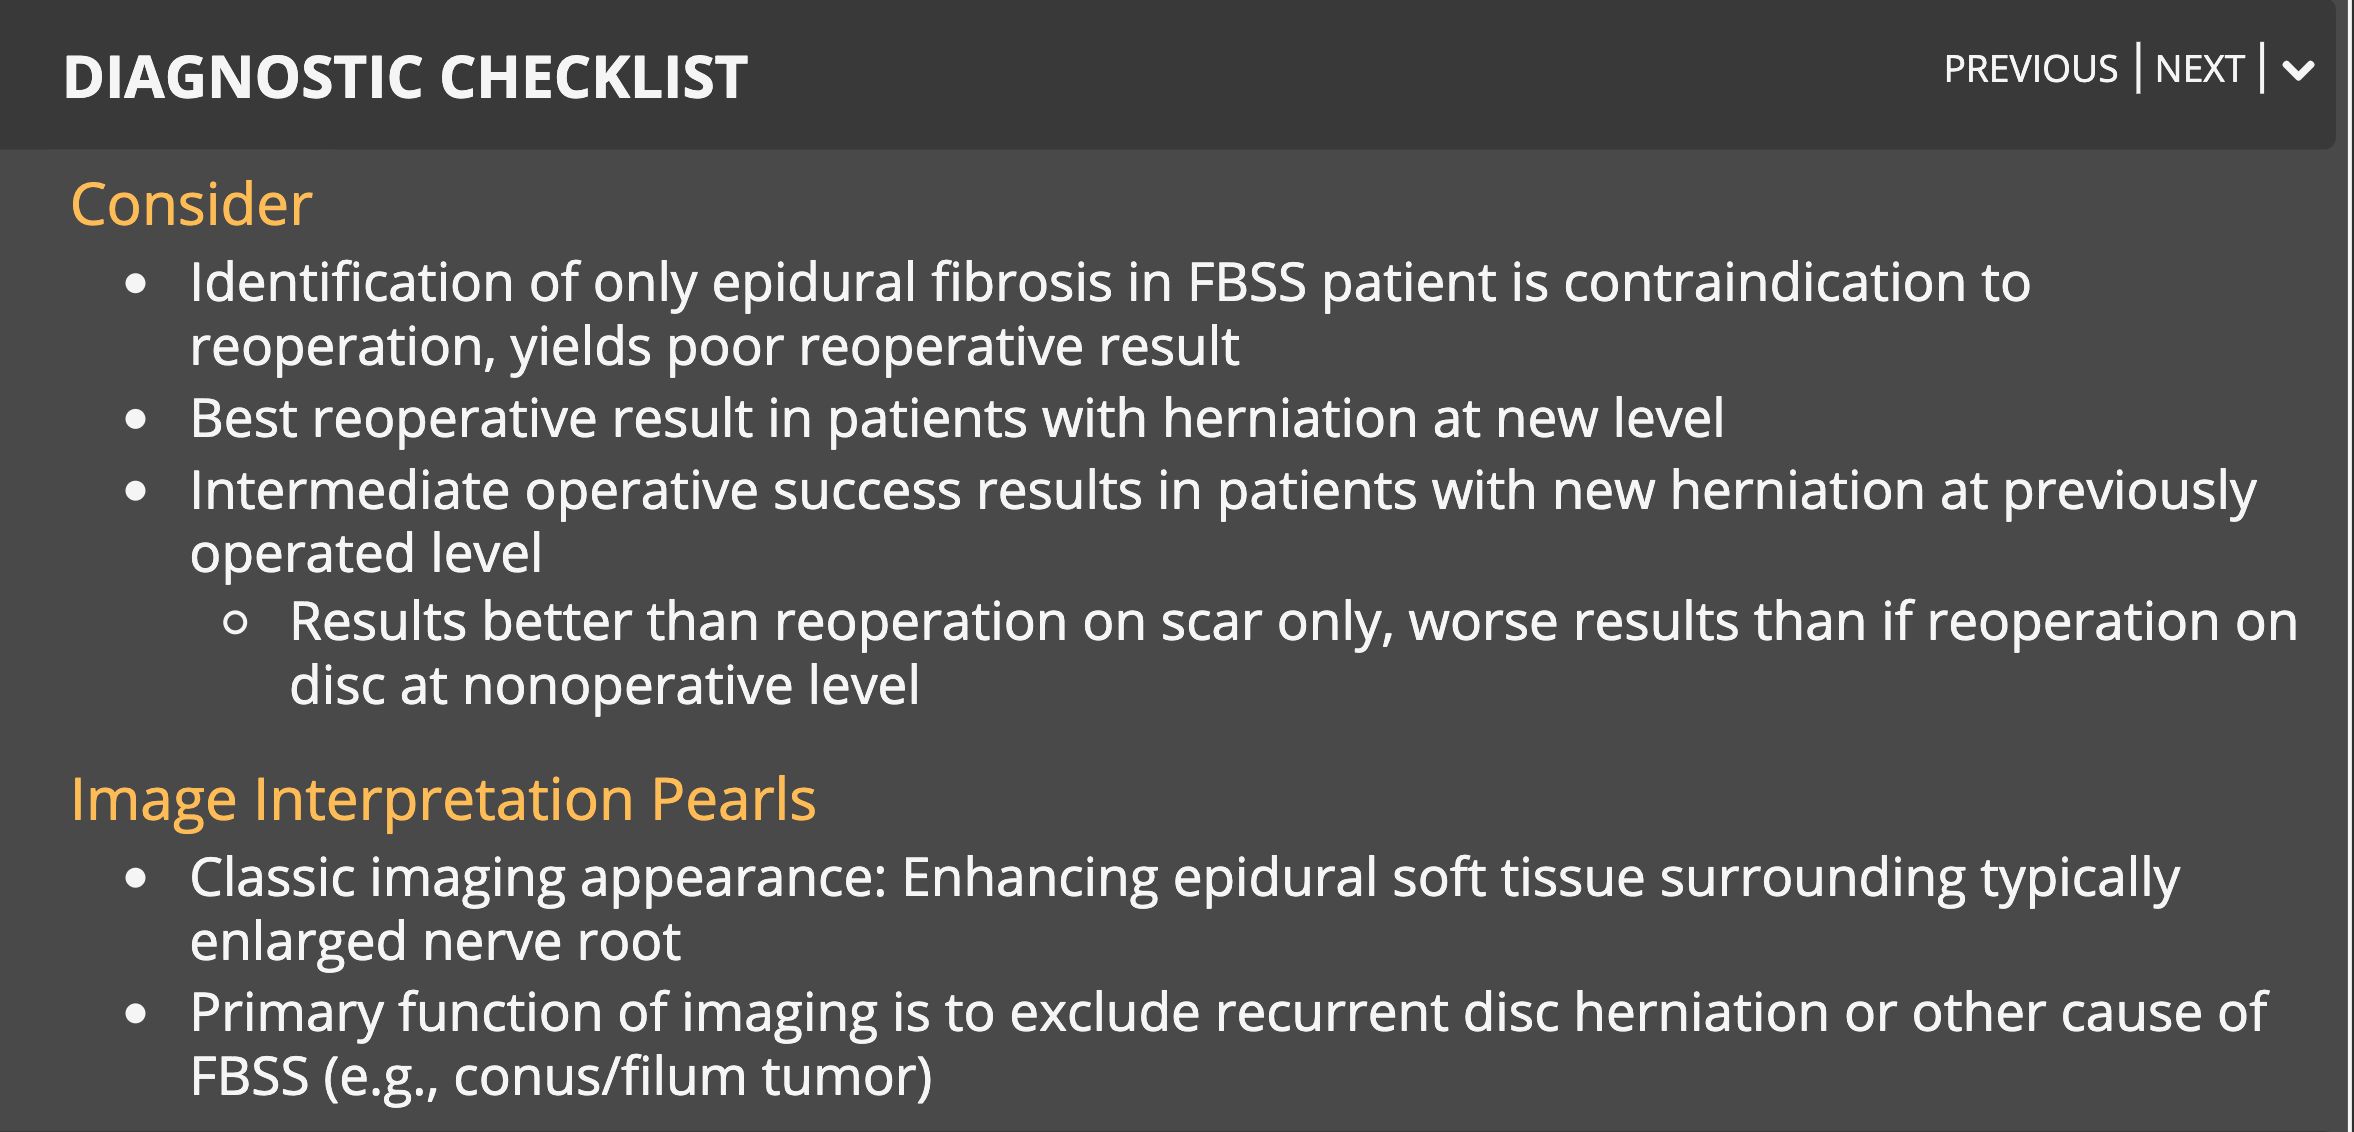 DIAGNOSTIC CHECKLIST
PREVIOUS | NEXT |
Consider
• Identification of only epidural fibrosis in FBSS patient is contraindication to
reoperation, yields poor reoperative result
• Best reoperative result in patients with herniation at new level
• Intermediate operative success results in patients with new herniation at previously
operated level
○ Results better than reoperation on scar only, worse results than if reoperation on
disc at nonoperative level
Image Interpretation Pearls
• Classic imaging appearance: Enhancing epidural soft tissue surrounding typically
enlarged nerve root
• Primary function of imaging is to exclude recurrent disc herniation or other cause of
FBSS (e.g., conus/filum tumor)